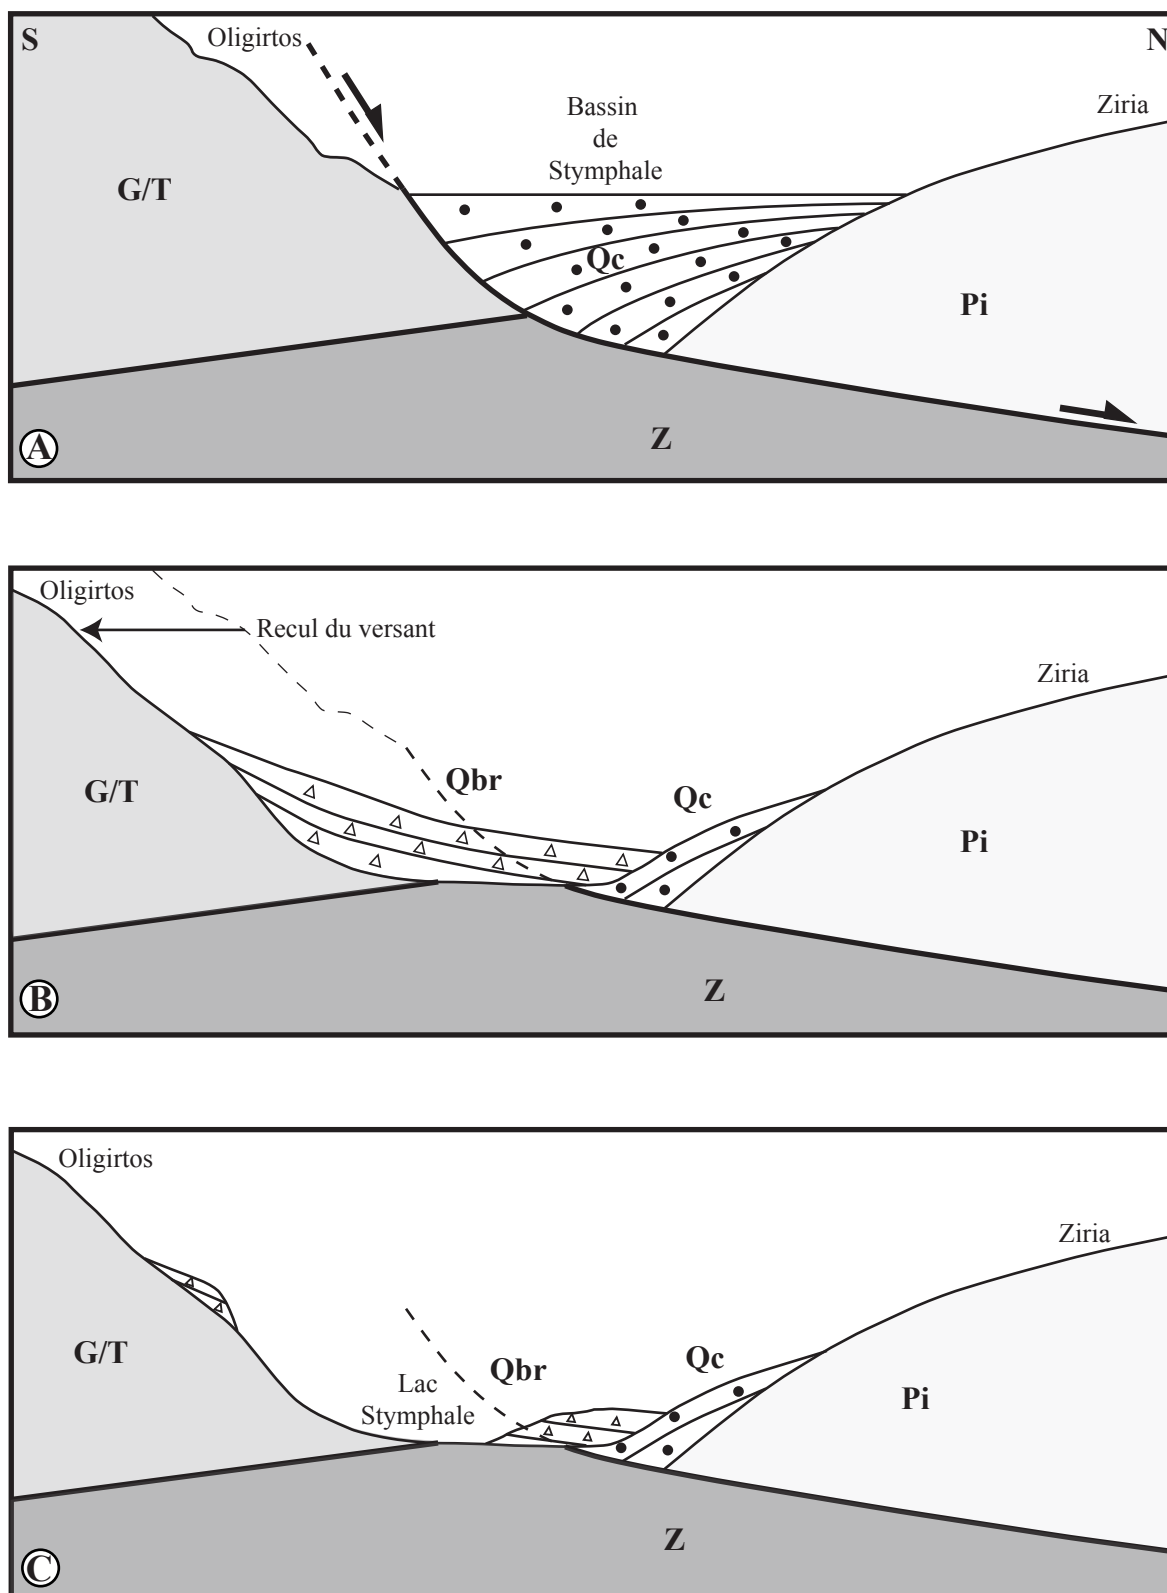 S
Oligirtos
N
Ziria
Bassin
de
Stymphale
G/T
Qc
Pi
Z
A
Oligirtos
Recul du versant
Ziria
Qbr
G/T
Qc
Pi
Z
B
Oligirtos
Ziria
G/T
Qbr
Qc
Lac
Stymphale
Pi
Z
C